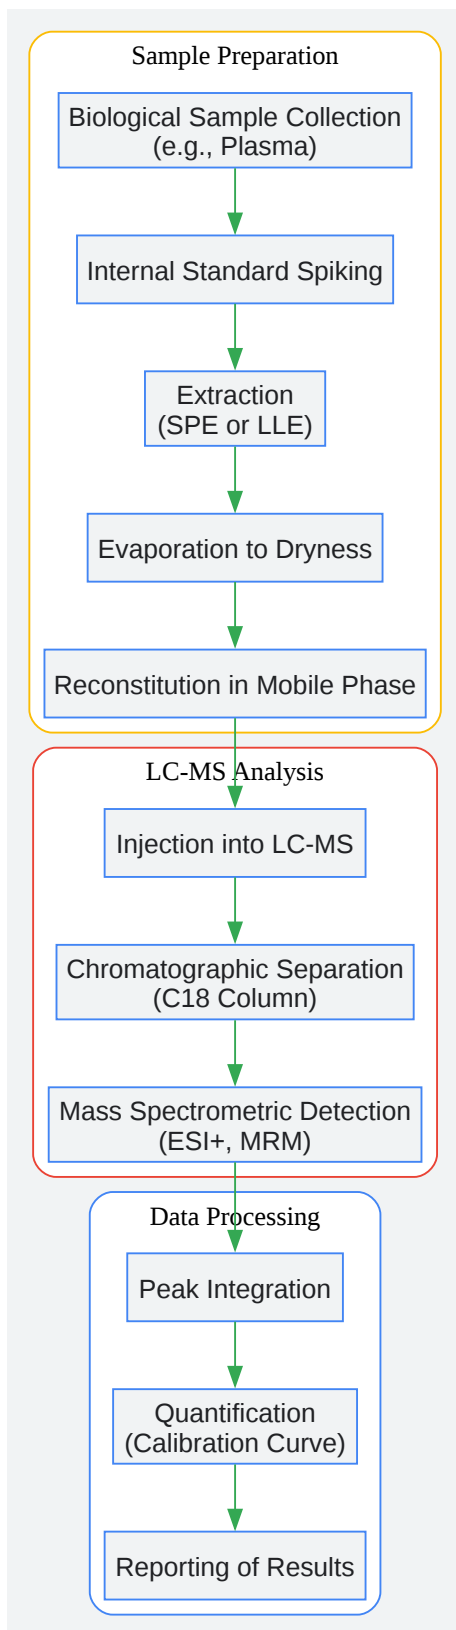 Sample Preparation
Biological Sample Collection
(e.g., Plasma)
Internal Standard Spiking
Extraction
(SPE or LLE)
Evaporation to Dryness
Reconstitution in Mobile Phase
LC-MS Analysis
Injection into LC-MS
Chromatographic Separation
(C18 Column)
Mass Spectrometric Detection
(ESI+, MRM)
Data Processing
Peak Integration
Quantification
(Calibration Curve)
Reporting of Results